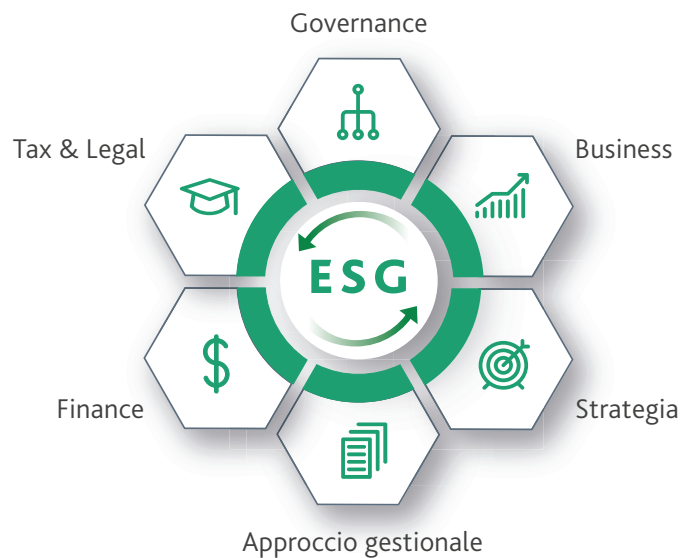 Governance
Tax & Legal
Business
ESG
Finance
Strategia
Approccio gestionale